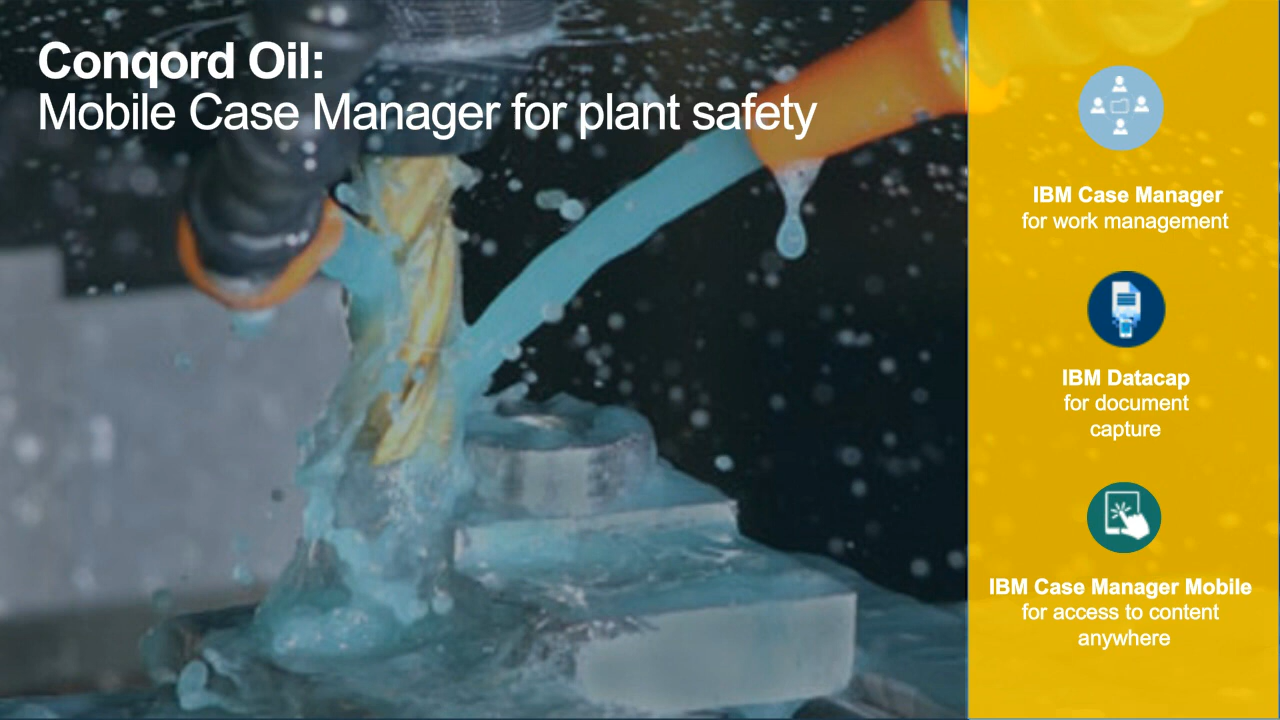 Conqord Oil:
Mobile Case Manager for plant safety
IBM Case Manager
for work management
IBM Datacap
for document
capture
IBM Case Manager Mobile
for access to content
anywhere